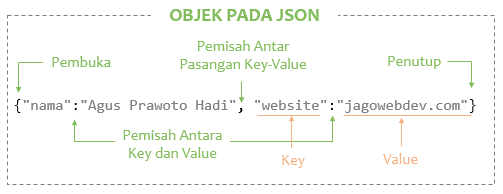 OBJEK PADA JSON
Pemisah Antar
Pasangan Key-Value
Pembuka
Penutup
{"nama":"Agus Prawoto Hadi", "website":"jagowebdev.com"}
Pemisah Antara
Key dan Value
Key
Value